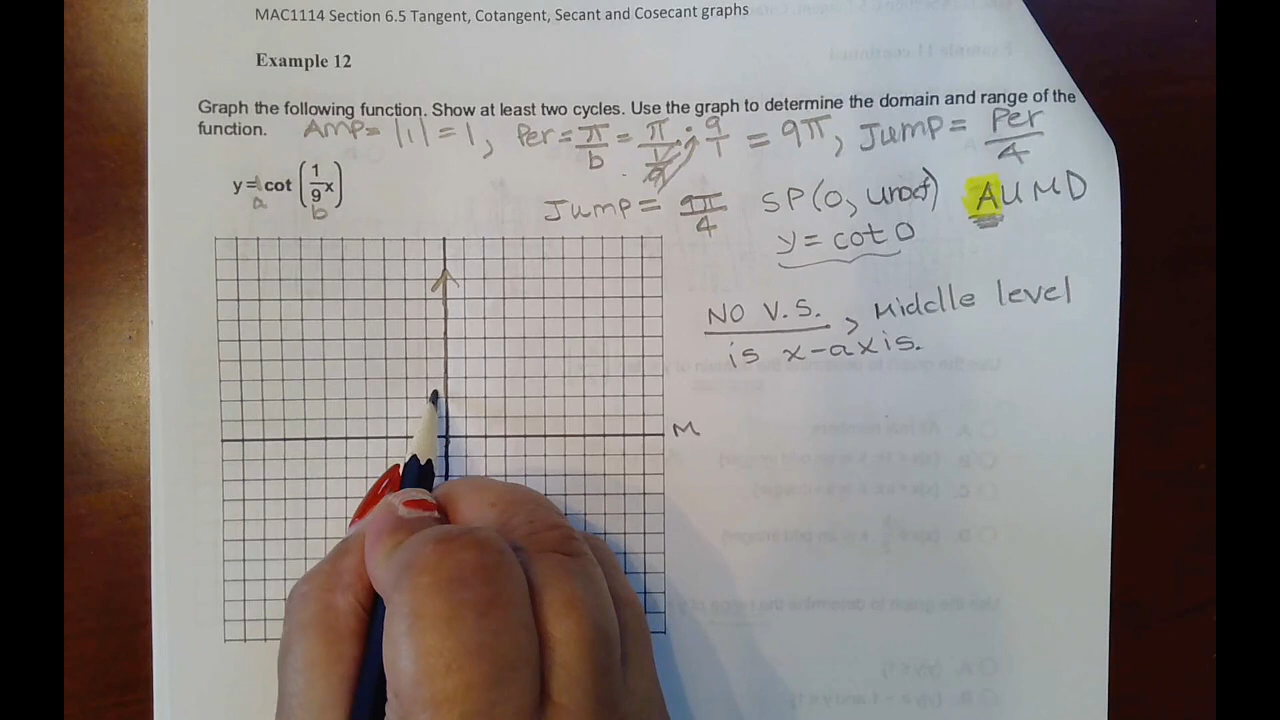 MAC1114 Section 6.5 Tangent, Cotangent, Secant and Cosecant graphs
Example 12
Graph the following function. Show at least two cycles. Use the graph to determine the domain and range of the
function. Amp= |1| = 1, Per = π/b = π/(1/9) · 9/1 = 9π, Jump = Per/4
y = cot (1/9 x)
a b
Jump = 9π/4 SP(0, undf) AUMD
y = cot 0
NO V.S., Middle level
is x-axis.
M